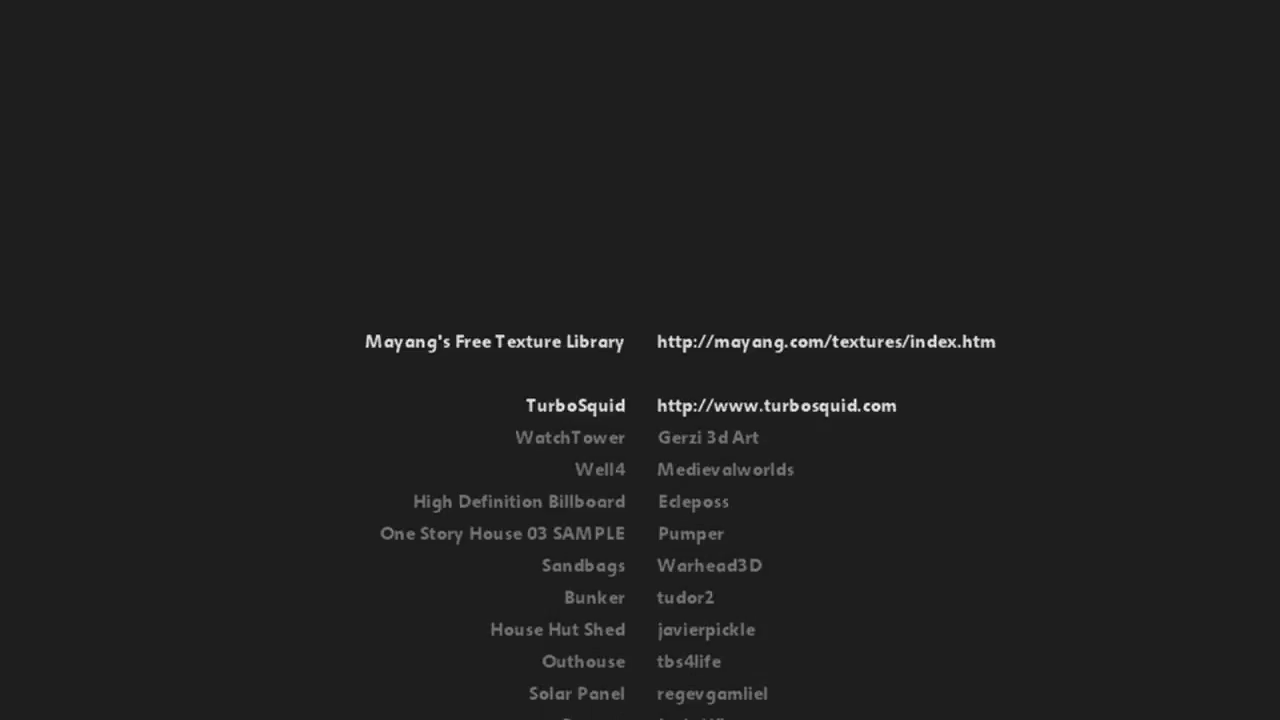 Mayang's Free Texture Library http://mayang.com/textures/index.htm
TurboSquid http://www.turbosquid.com
WatchTower Gerzi 3d Art
Well4 Medievalworlds
High Definition Billboard Ecleposs
One Story House 03 SAMPLE Pumper
Sandbags Warhead3D
Bunker tudor2
House Hut Shed javierpickle
Outhouse tbs4life
Solar Panel regevgamliel